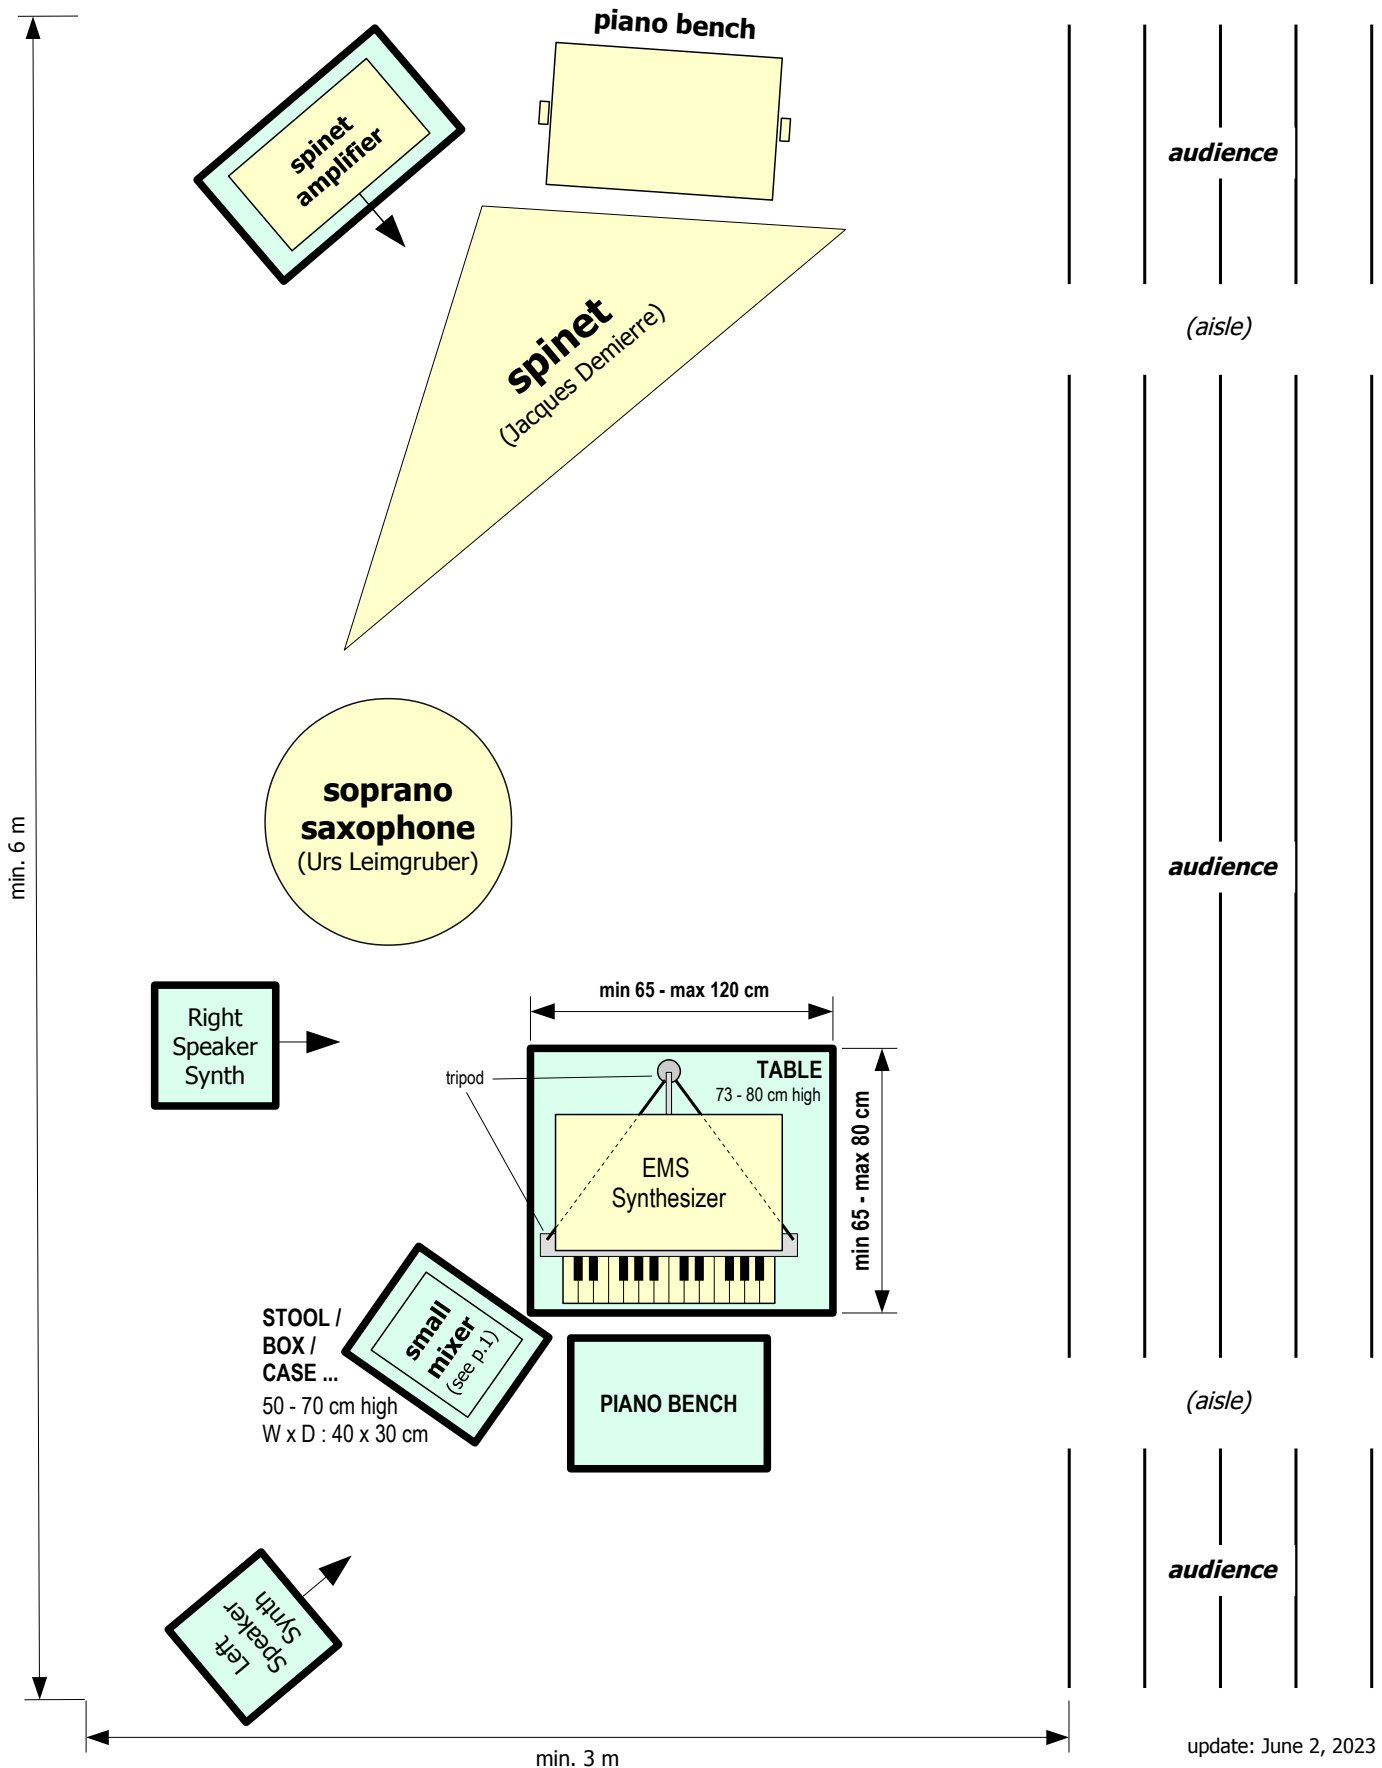 piano bench
spinet
amplifier
audience
(aisle)
spinet
(Jacques Demierre)
min. 6 m
soprano
saxophone
(Urs Leimgruber)
audience
Right
Speaker
Synth
min 65 - max 120 cm
tripod
TABLE
73 - 80 cm high
EMS
Synthesizer
min 65 - max 80 cm
STOOL /
BOX /
CASE ...
50 - 70 cm high
W x D : 40 x 30 cm
small
mixer
(see p.1)
PIANO BENCH
(aisle)
Left
Speaker
Synth
audience
min. 3 m
update: June 2, 2023